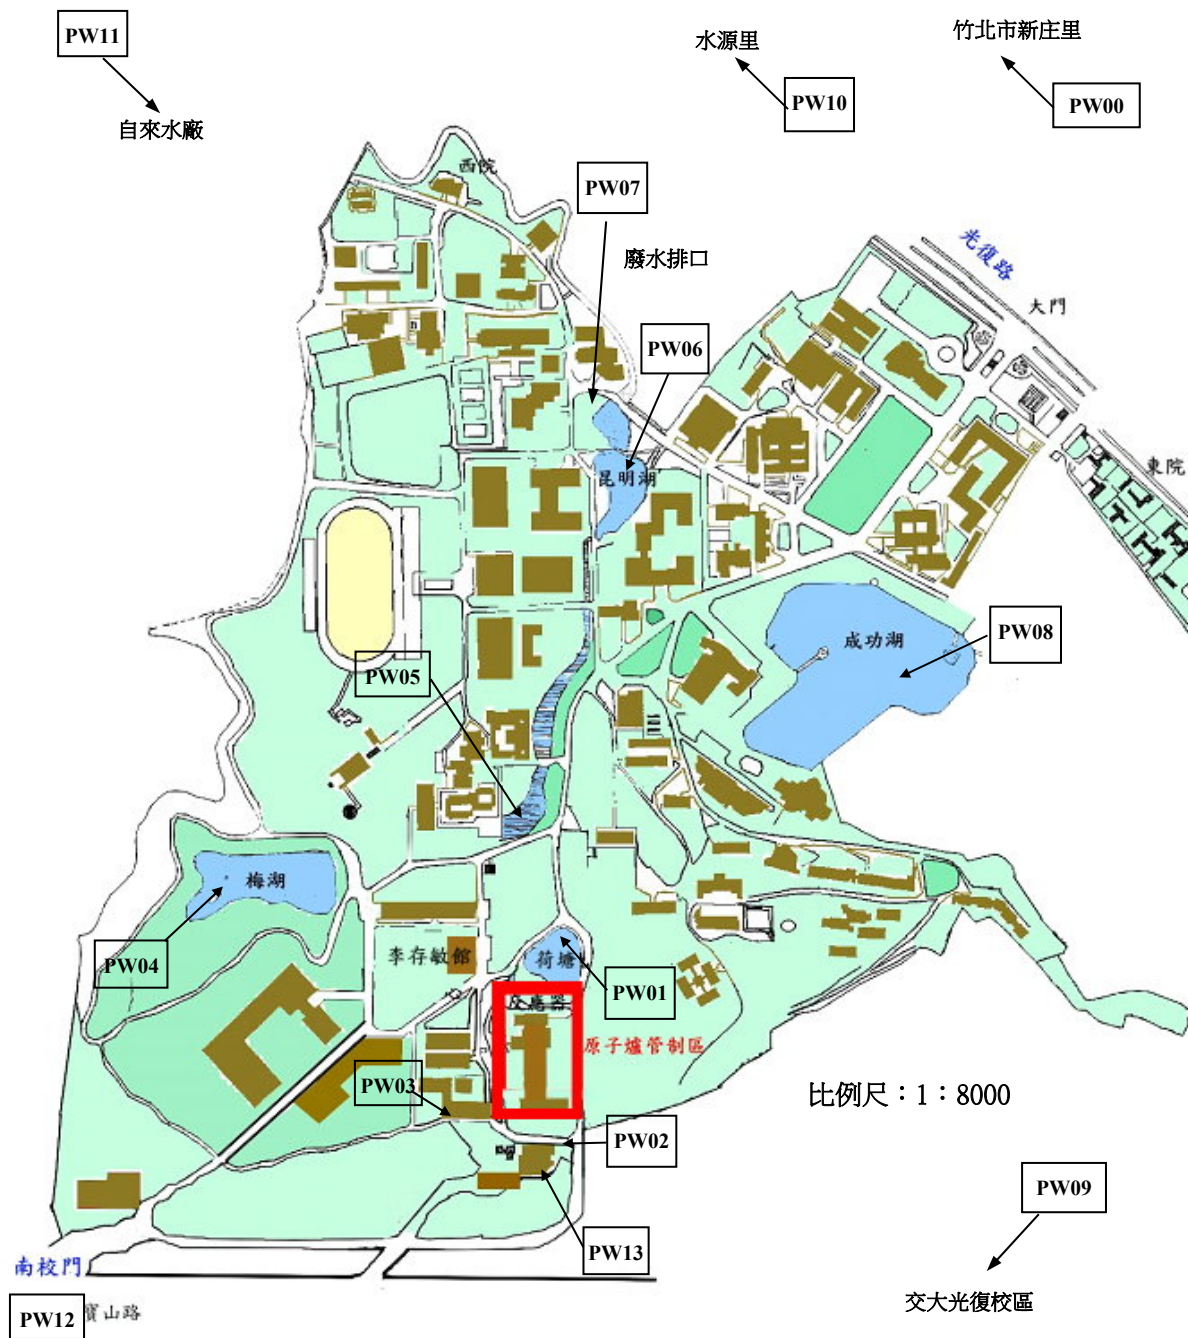 PW11
自來水廠
水源里
PW10
竹北市新庄里
PW00
西院
PW07
廢水排口
光復路
大門
PW06
東院
昆明湖
PW08
成功湖
PW05
梅湖
PW04
李存敏館
荷塘
PW01
反應器
原子爐管制區
PW03
比例尺：1：8000
PW02
PW09
PW13
南校門
交大光復校區
PW12
寶山路